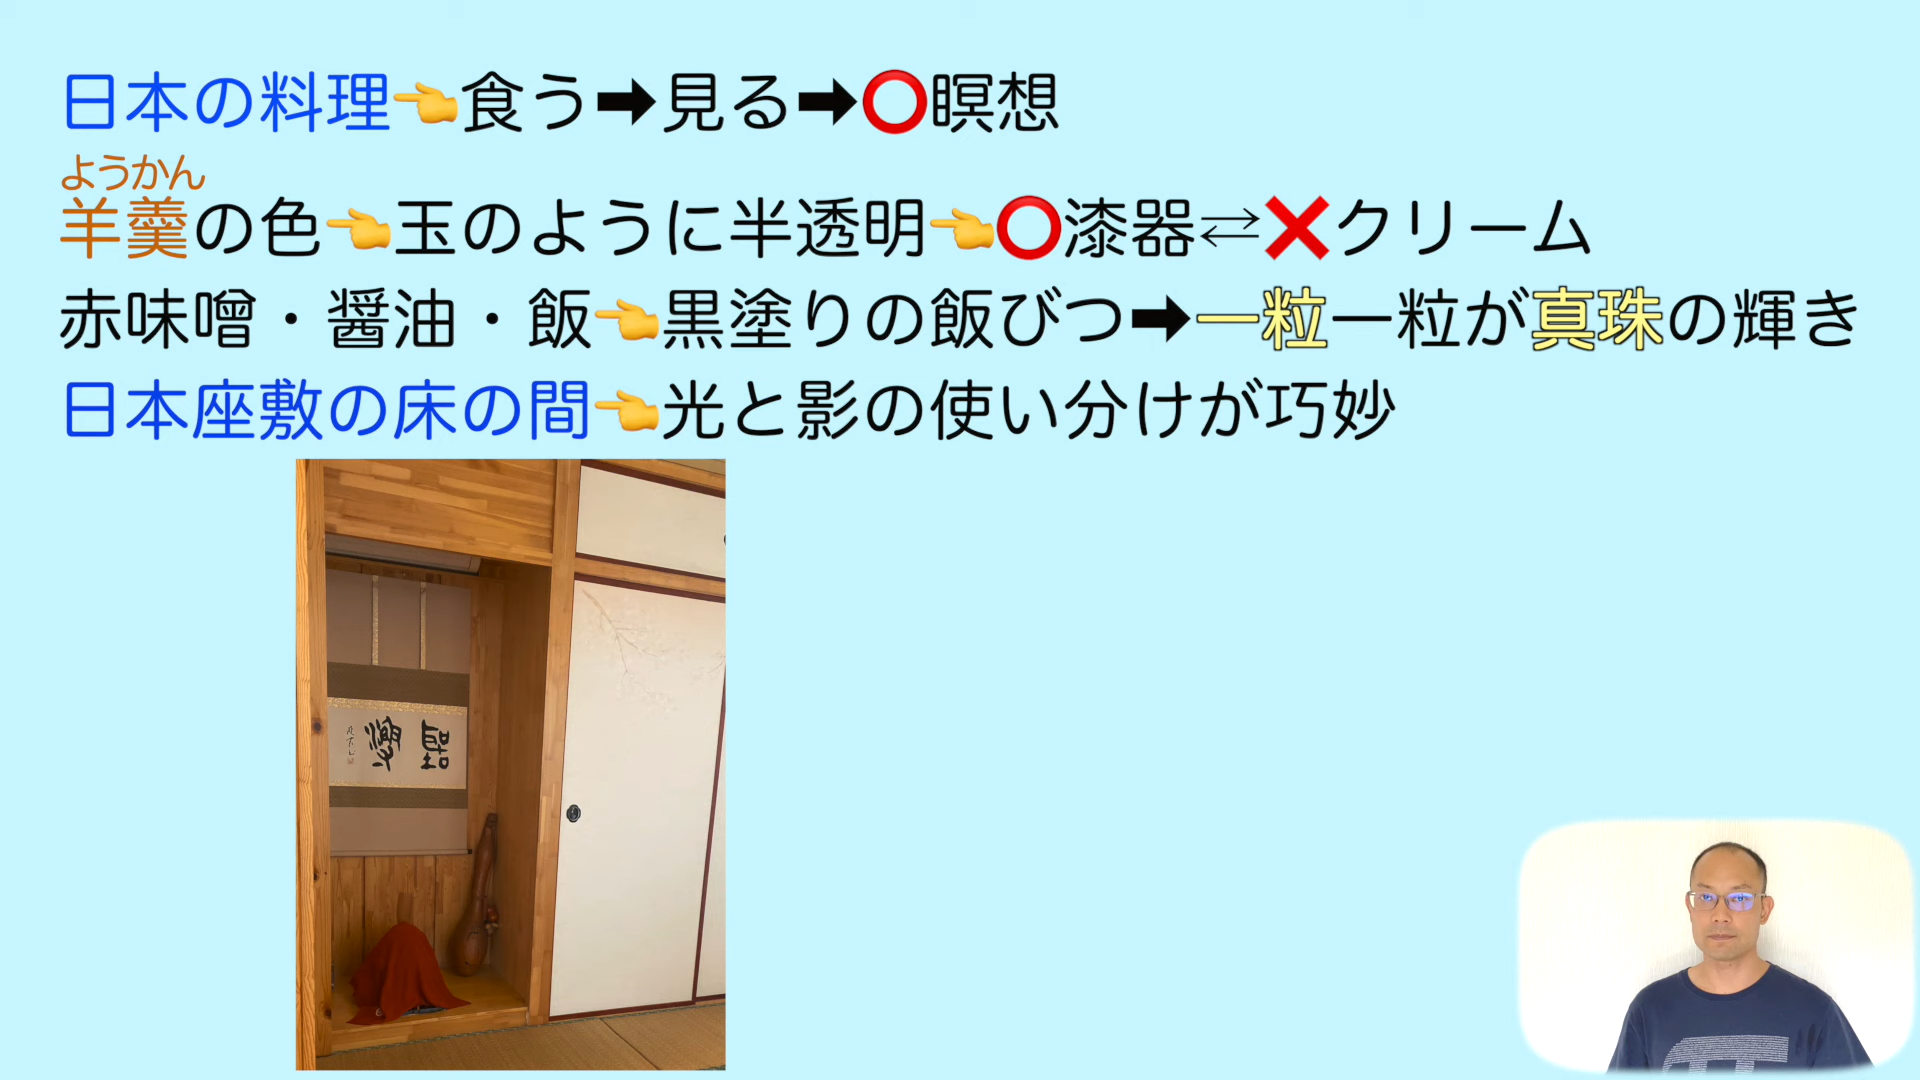 日本の料理👈食う➡見る➡⭕瞑想
ようかん
羊羹の色👈玉のように半透明👈⭕漆器⇄❌クリーム
赤味噌・醤油・飯👈黒塗りの飯びつ➡一粒一粒が真珠の輝き
日本座敷の床の間👈光と影の使い分けが巧妙